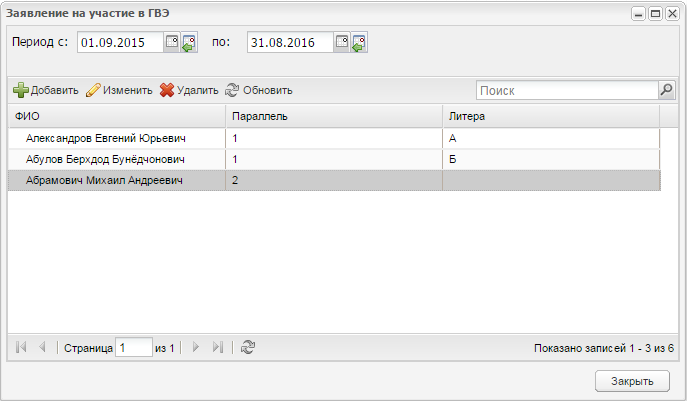 Заявление на участие в ГВЭ
Период с: 01.09.2015 по: 31.08.2016
Добавить Изменить Удалить Обновить Поиск
ФИО Параллель Литера
Александров Евгений Юрьевич 1 А
Абулов Берхдод Бунёдчонович 1 Б
Абрамович Михаил Андреевич 2
Страница 1 из 1 Показано записей 1 - 3 из 6
Закрыть